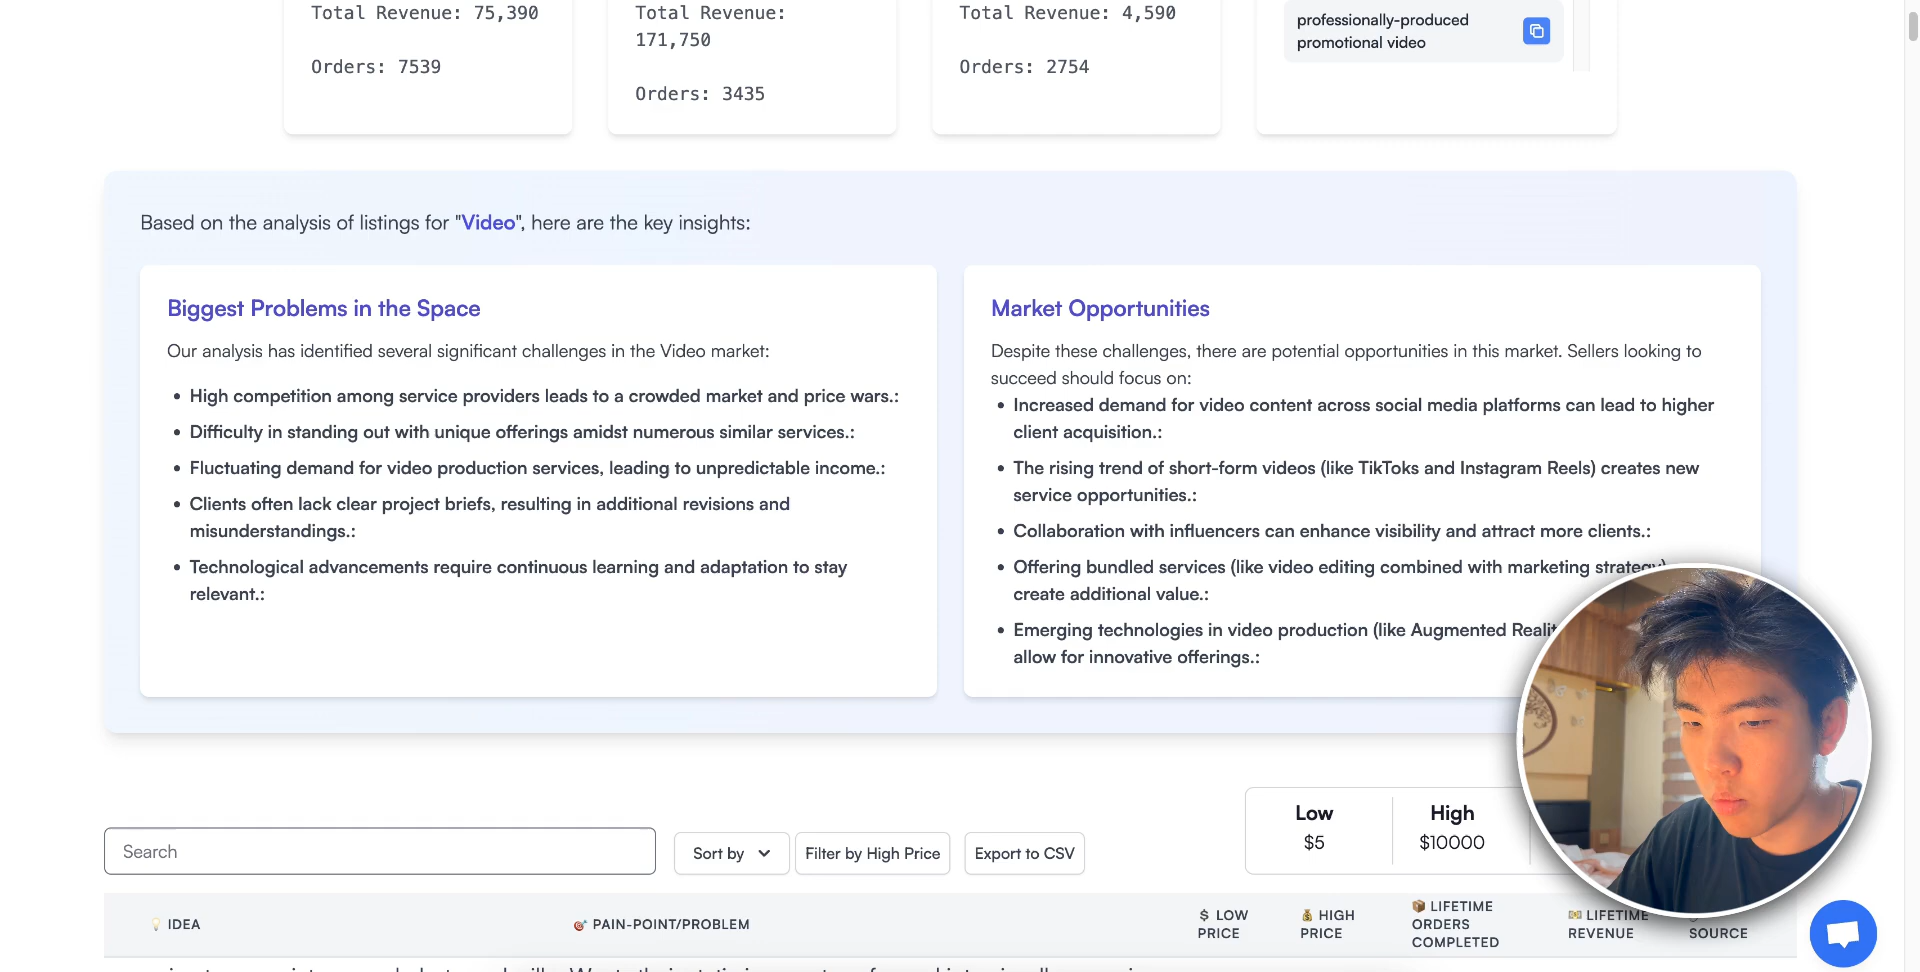 Total Revenue: 75,390
Orders: 7539
Total Revenue:
171,750
Orders: 3435
Total Revenue: 4,590
Orders: 2754
professionally-produced
promotional video
Based on the analysis of listings for "Video", here are the key insights:
Biggest Problems in the Space
Our analysis has identified several significant challenges in the Video market:
• High competition among service providers leads to a crowded market and price wars.:
• Difficulty in standing out with unique offerings amidst numerous similar services.:
• Fluctuating demand for video production services, leading to unpredictable income.:
• Clients often lack clear project briefs, resulting in additional revisions and
misunderstandings.:
• Technological advancements require continuous learning and adaptation to stay
relevant.:
Market Opportunities
Despite these challenges, there are potential opportunities in this market. Sellers looking to
succeed should focus on:
• Increased demand for video content across social media platforms can lead to higher
client acquisition.:
• The rising trend of short-form videos (like TikToks and Instagram Reels) creates new
service opportunities.:
• Collaboration with influencers can enhance visibility and attract more clients.:
• Offering bundled services (like video editing combined with marketing strategy)
create additional value.:
• Emerging technologies in video production (like Augmented
allow for innovative offerings.:
Search
Sort by
Filter by High Price
Export to CSV
Low
$5
High
$10000
IDEA
PAIN-POINT/PROBLEM
$ LOW
PRICE
HIGH
PRICE
LIFETIME
ORDERS
COMPLETED
LIFETIME
REVENUE
SOURCE